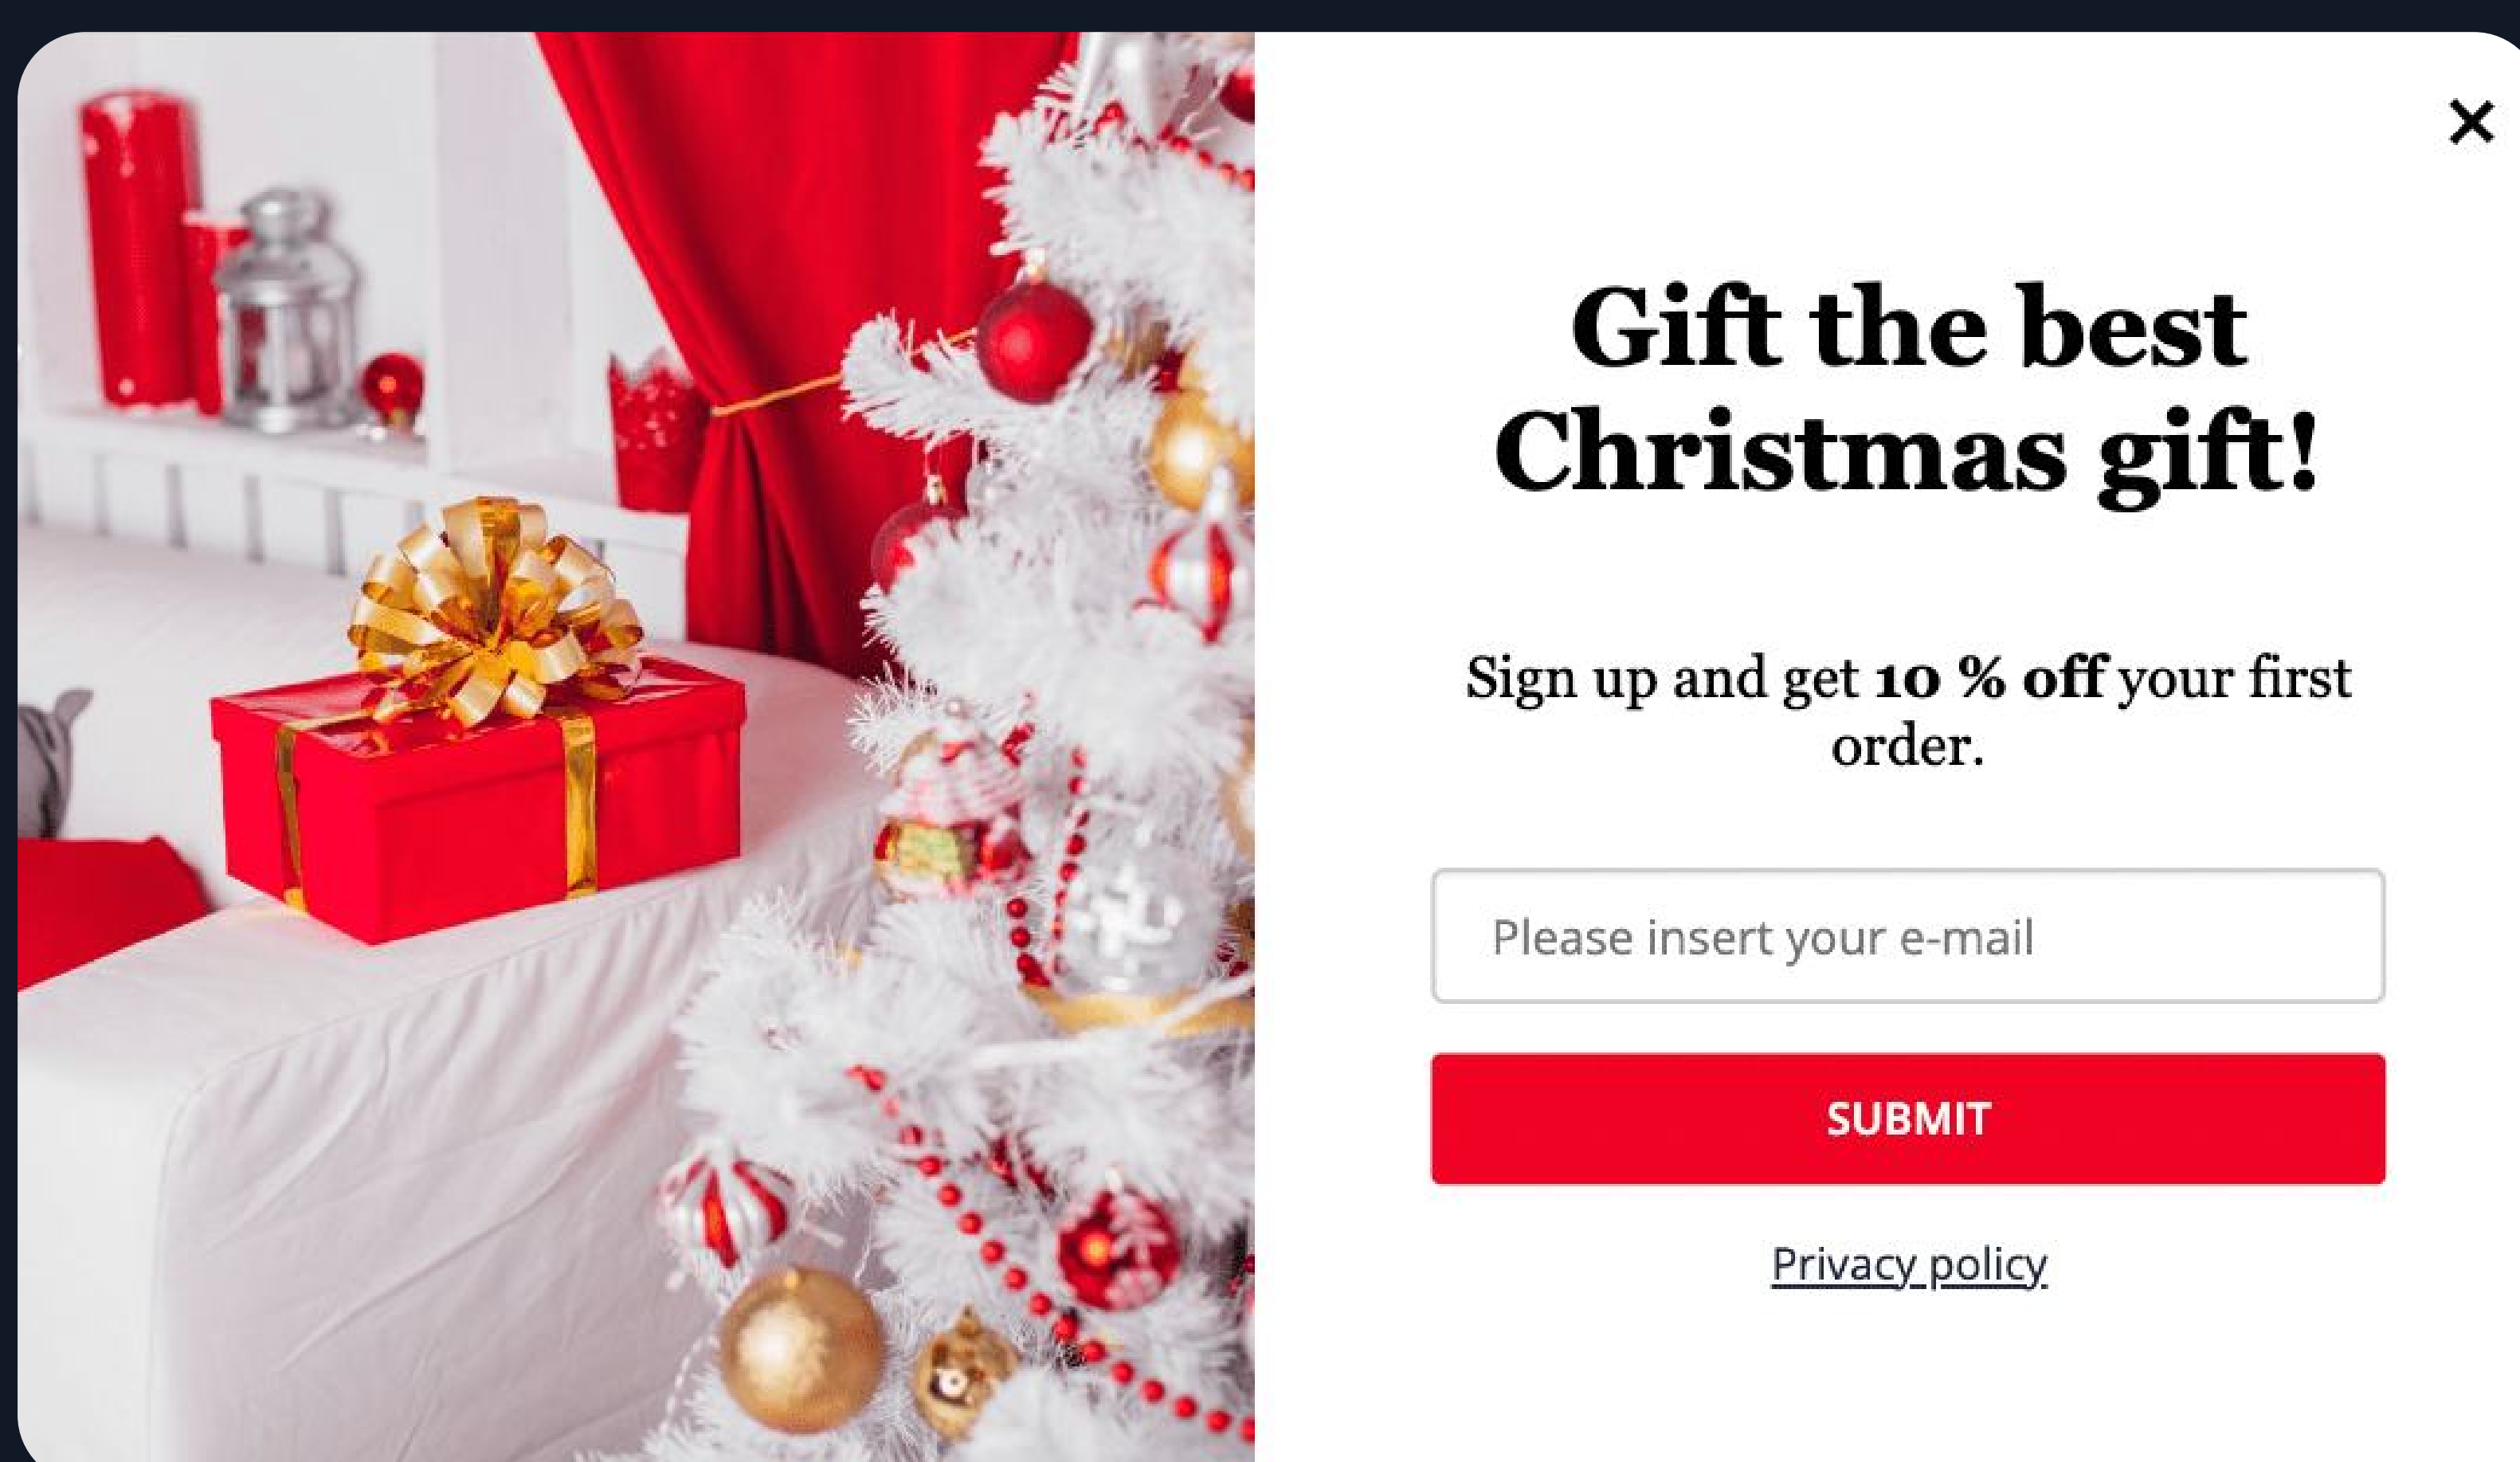 Gift the best
Christmas gift!
Sign up and get 10 % off your first
order.
Please insert your e-mail
SUBMIT
Privacy policy